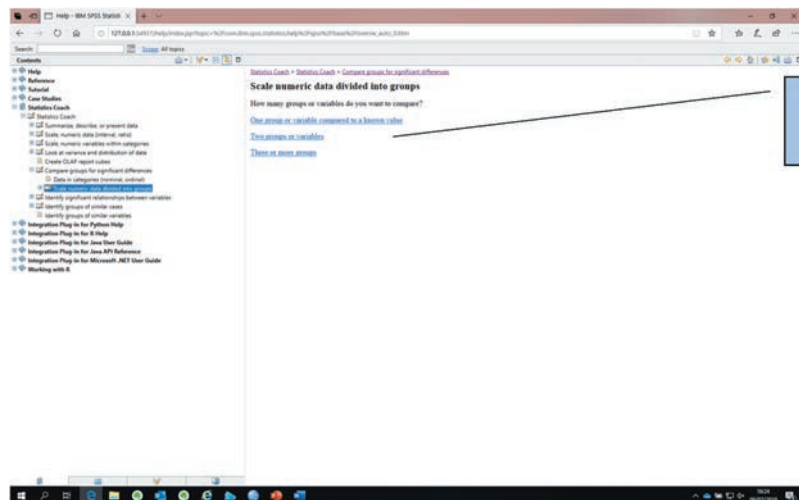 Help - IBM SPSS Statisti
Search:
Scope: All topics
Contents
Help
Reference
Tutorial
Case Studies
Statistics Coach
Statistics Coach
Summarize, describe, or present data
Scale, numeric data (interval, ratio)
Scale, numeric variables within categories
Look at variance and distribution of data
Create OLAP report cubes
Compare groups for significant differences
Data in categories (nominal, ordinal)
Scale numeric data divided into groups
Identify significant relationships between variables
Identify groups of similar cases
Identify groups of similar variables
Integration Plug-in for Python Help
Integration Plug-in for R Help
Integration Plug-in for Java User Guide
Integration Plug-in for Java API Reference
Integration Plug-in for Microsoft .NET User Guide
Working with R
Statistics Coach > Statistics Coach > Compare groups for significant differences
Scale numeric data divided into groups
How many groups or variables do you want to compare?
One group or variable compared to a known value
Two groups or variables
Three or more groups